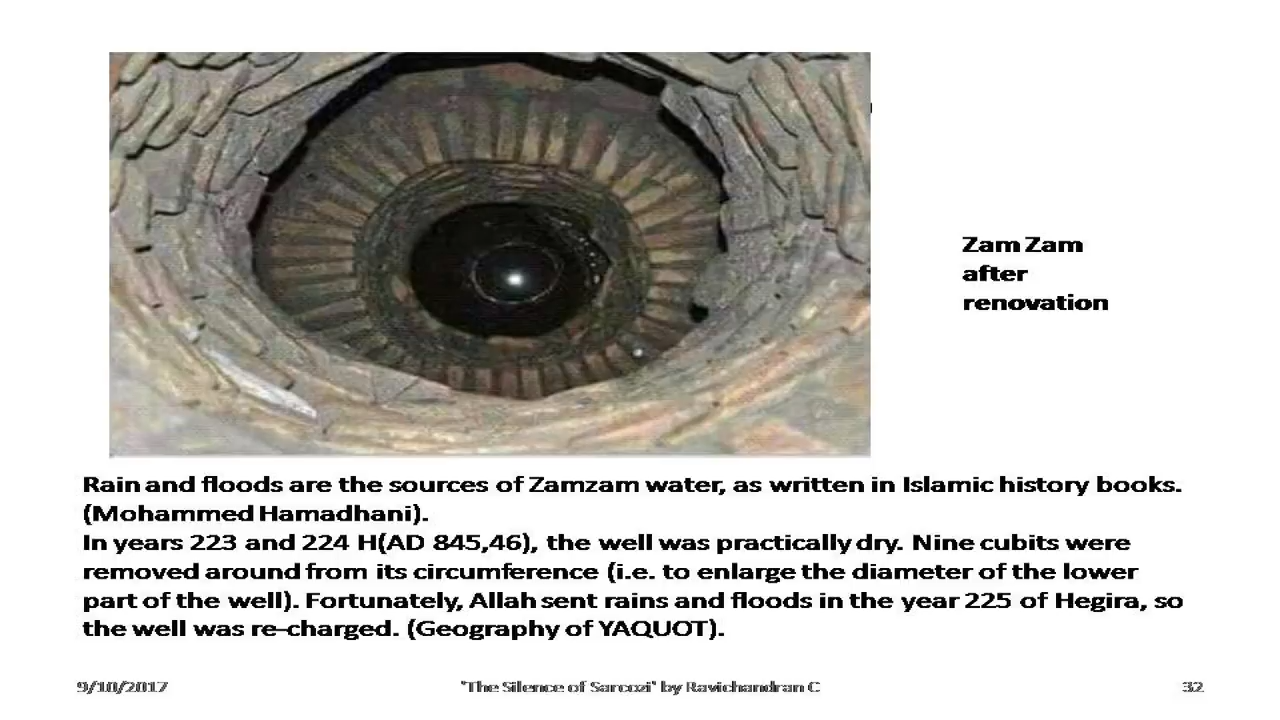 Zam Zam
after
renovation
Rain and floods are the sources of Zamzam water, as written in Islamic history books.
(Mohammed Hamadhani).
In years 223 and 224 H(AD 845,46), the well was practically dry. Nine cubits were
removed around from its circumference (i.e. to enlarge the diameter of the lower
part of the well). Fortunately, Allah sent rains and floods in the year 225 of Hegira, so
the well was re-charged. (Geography of YAQUOT).
9/10/2017 'The Silence of Sarcozi' by Ravichandran C 32